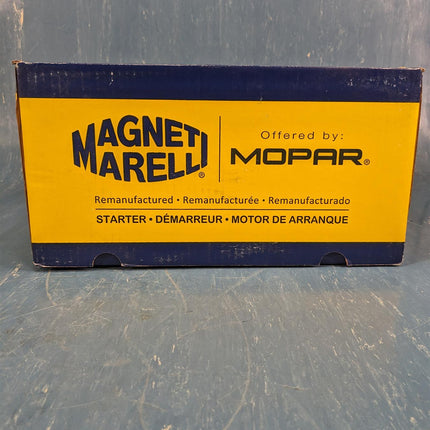 MAGNETI
MARELLI®
Offered by:
MOPAR®
Remanufactured • Remanufacturée • Remanufacturado
STARTER • DÉMARREUR • MOTOR DE ARRANQUE